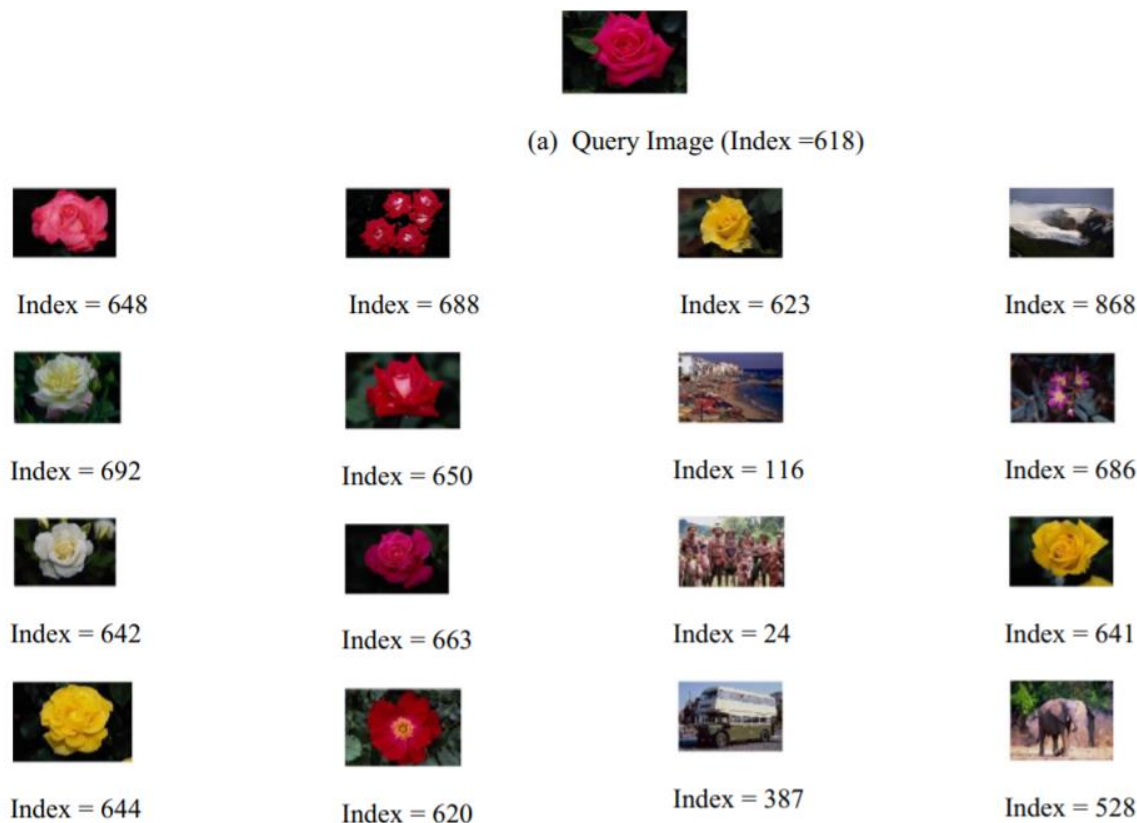 (a) Query Image (Index =618)
Index = 648
Index = 688
Index = 623
Index = 868
Index = 692
Index = 650
Index = 116
Index = 686
Index = 642
Index = 663
Index = 24
Index = 641
Index = 644
Index = 620
Index = 387
Index = 528